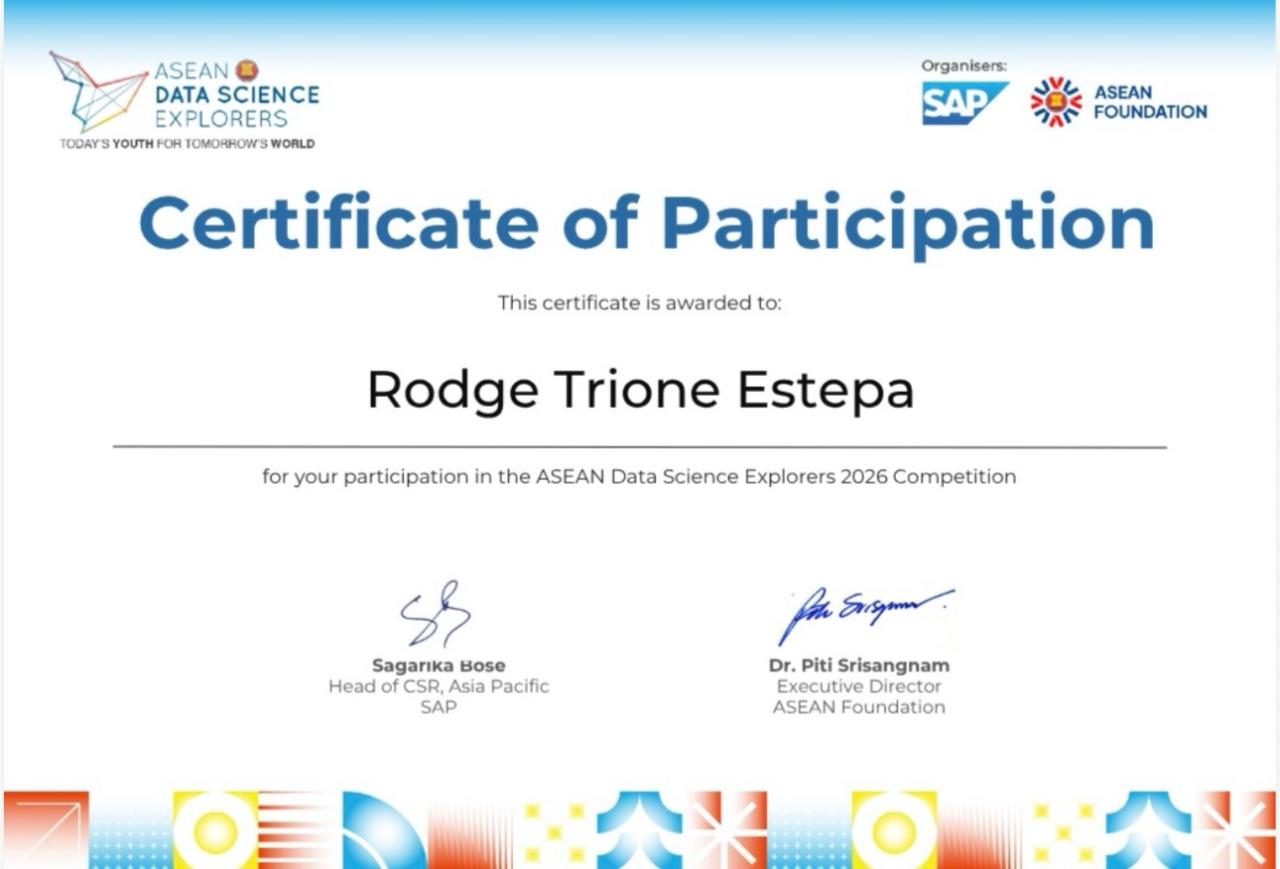 ASEAN
DATA SCIENCE
EXPLORERS
TODAY'S YOUTH FOR TOMORROW'S WORLD
Organisers:
SAP
ASEAN
FOUNDATION
Certificate of Participation
This certificate is awarded to:
Rodge Trione Estepa
for your participation in the ASEAN Data Science Explorers 2026 Competition
Sagarika Bose
Head of CSR, Asia Pacific
SAP
Dr. Piti Srisangnam
Executive Director
ASEAN Foundation